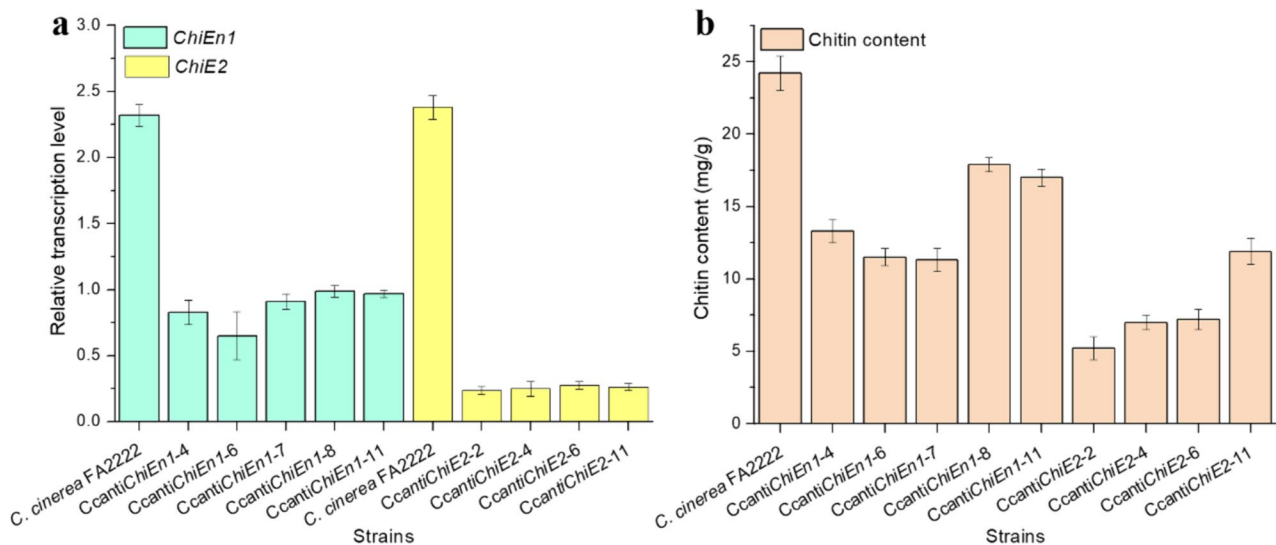 a
ChiEn1
ChiE2
Relative transcription level
3.0
2.5
2.0
1.5
1.0
0.5
0.0
C. cinerea FA2222
CcantiChiEn1-4
CcantiChiEn1-6
CcantiChiEn1-7
CcantiChiEn1-8
CcantiChiEn1-11
C. cinerea FA2222
CcantiChiE2-2
CcantiChiE2-4
CcantiChiE2-6
CcantiChiE2-11
Strains
b
Chitin content
Chitin content (mg/g)
25
20
15
10
5
0
C. cinerea FA2222
CcantiChiEn1-4
CcantiChiEn1-6
CcantiChiEn1-7
CcantiChiEn1-8
CcantiChiEn1-11
CcantiChiE2-2
CcantiChiE2-4
CcantiChiE2-6
CcantiChiE2-11
Strains